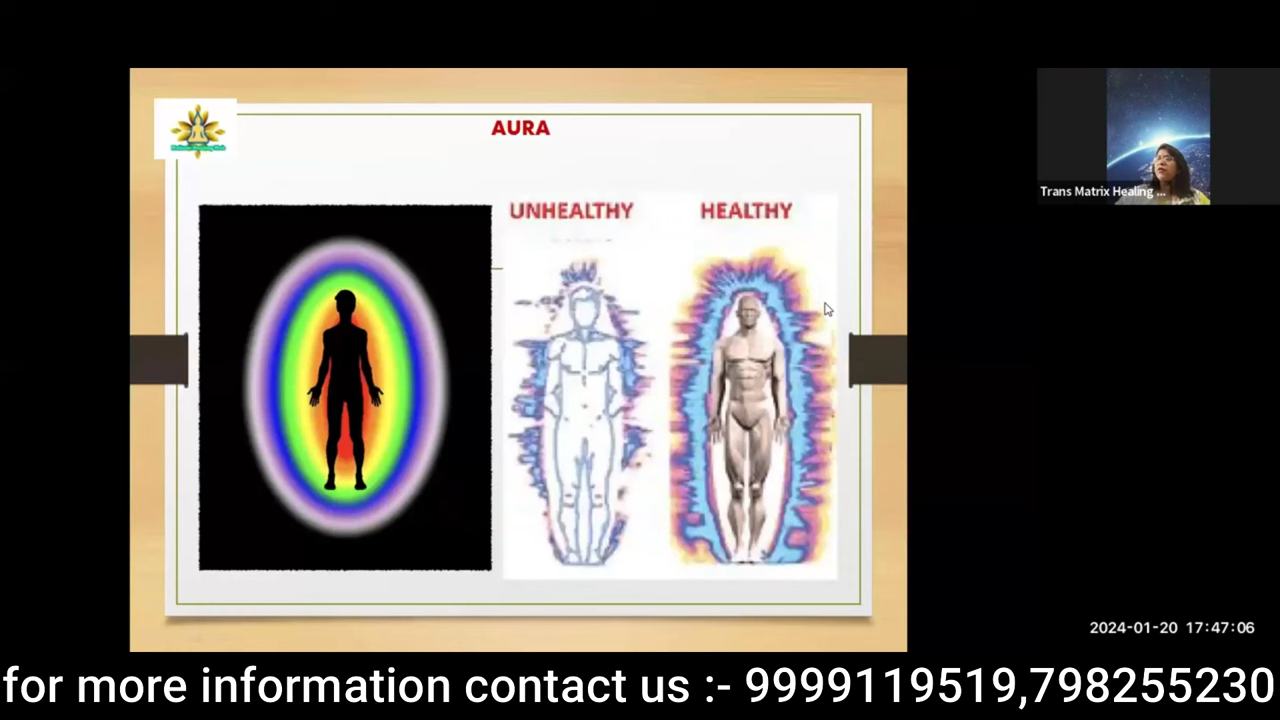 AURA
UNHEALTHY
HEALTHY
Trans Matrix Healing ...
2024-01-20 17:47:06
for more information contact us :- 9999119519,798255230